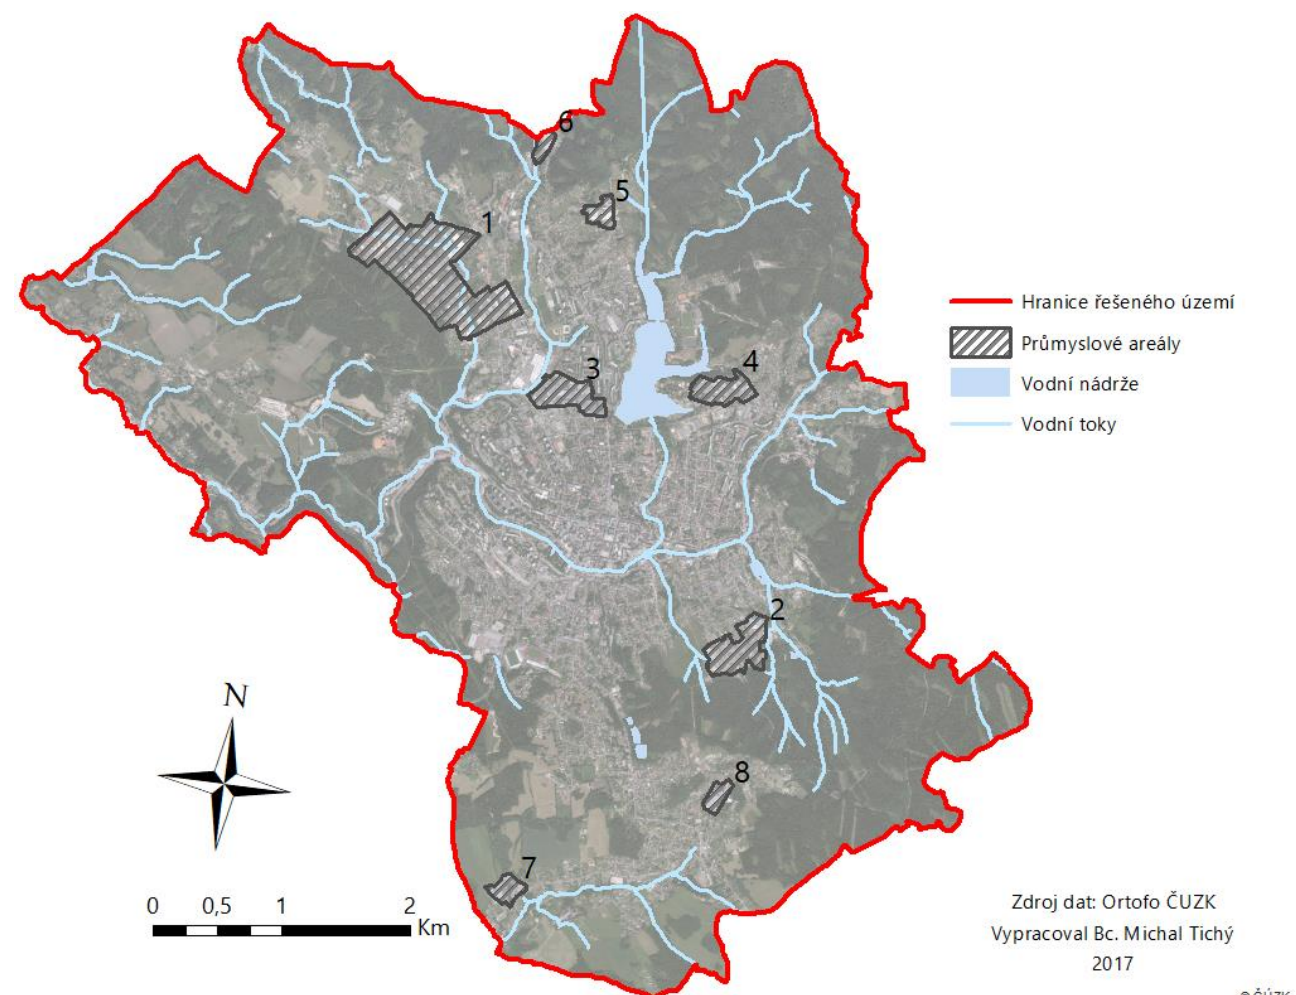 6
5
1
Hranice řešeného území
Průmyslové areály
3
4
Vodní nádrže
Vodní toky
2
N
8
7
0 0,5 1 2
Km
Zdroj dat: Ortofo ČUZK
Vypracoval Bc. Michal Tichý
2017